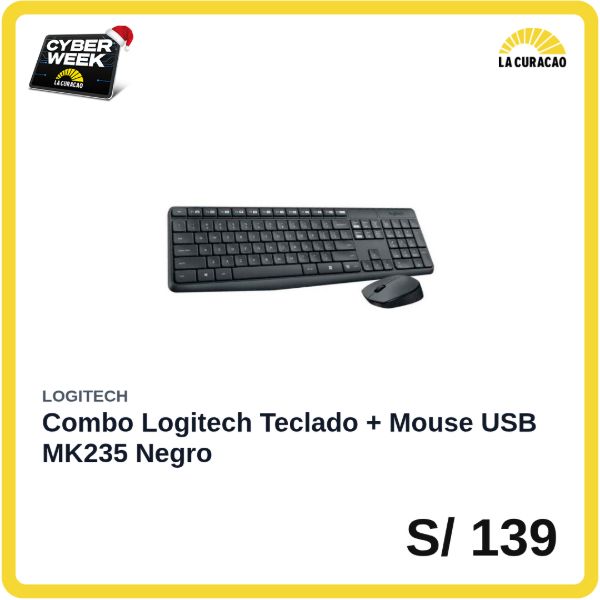 CYBER
WEEK
LA CURACAO
LA CURACAO
LOGITECH
Combo Logitech Teclado + Mouse USB
MK235 Negro
S/ 139